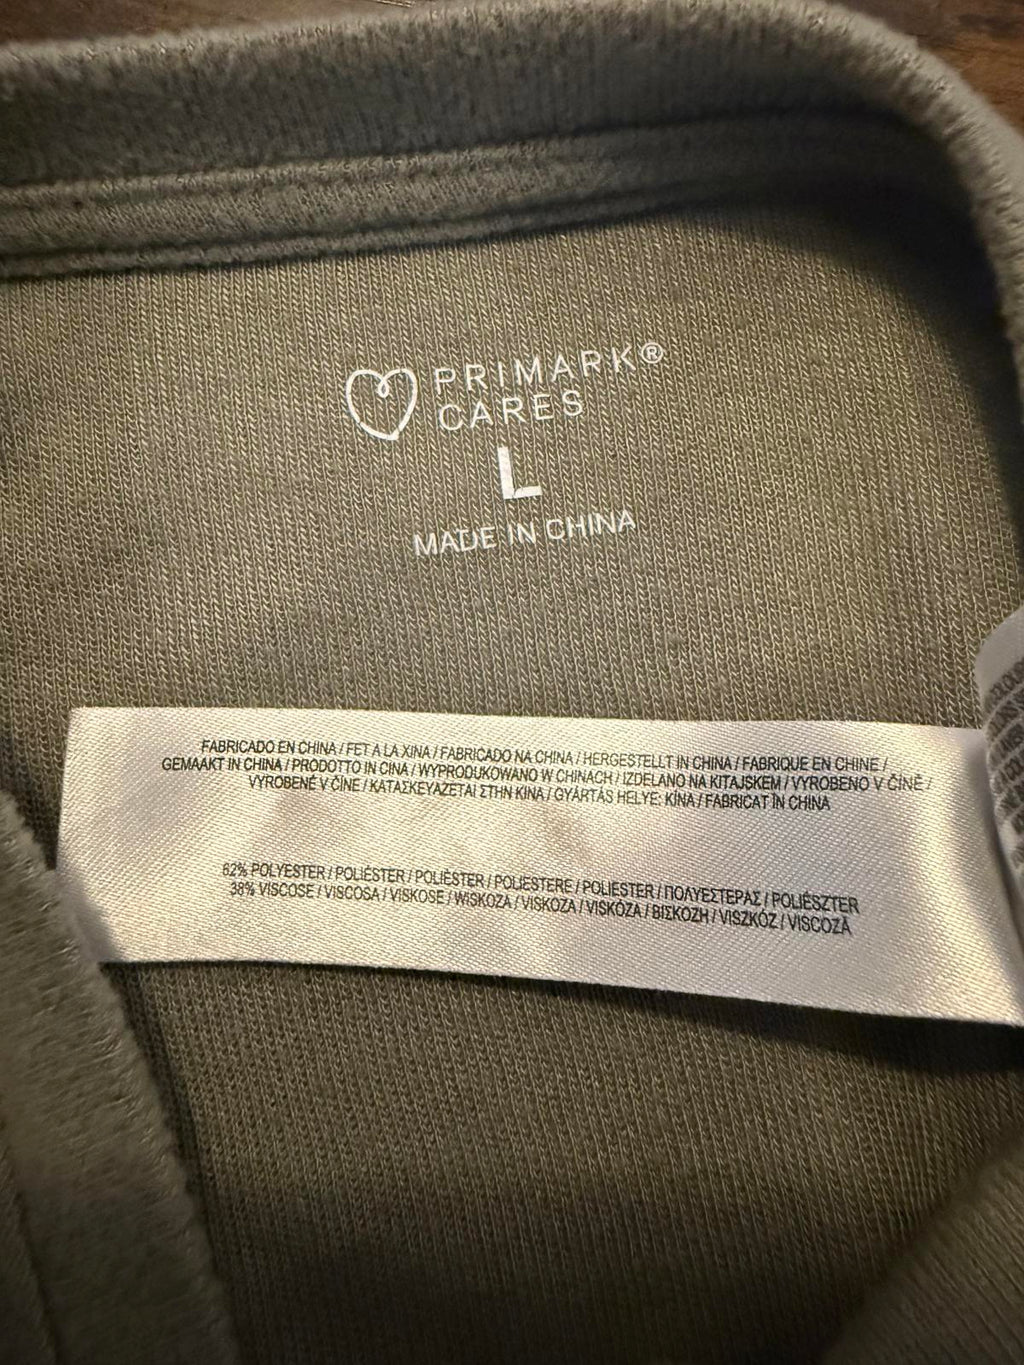 PRIMARK®
CARES
L
MADE IN CHINA
FABRICADO EN CHINA / FET A LA XINA / FABRICADO NA CHINA / HERGESTELLT IN CHINA / FABRIQUE EN CHINE /
GEMAAKT IN CHINA / PRODOTTO IN CINA / WYPRODUKOWANO W CHINACH / IZDELANO NA KITAJSKEM / VYROBENO V ČÍNĚ /
VYROBENÉ V ČÍNE / ΚΑΤΑΣΚΕΥΑΖΕΤΑΙ ΣΤΗΝ ΚΙΝΑ / GYÁRTÁS HELYE: KÍNA / FABRICAT ÎN CHINA
62% POLYESTER / POLIÉSTER / POLIÈSTER / POLIESTERE / POLIESTER / ΠΟΛΥΕΣΤΕΡΑΣ / POLIÉSZTER
38% VISCOSE / VISCOSA / VISKOSE / WISKOZA / VISKOZA / VISKÓZA / ΒΙΣΚΟΖΗ / VISZKÓZ / VISCOZĂ